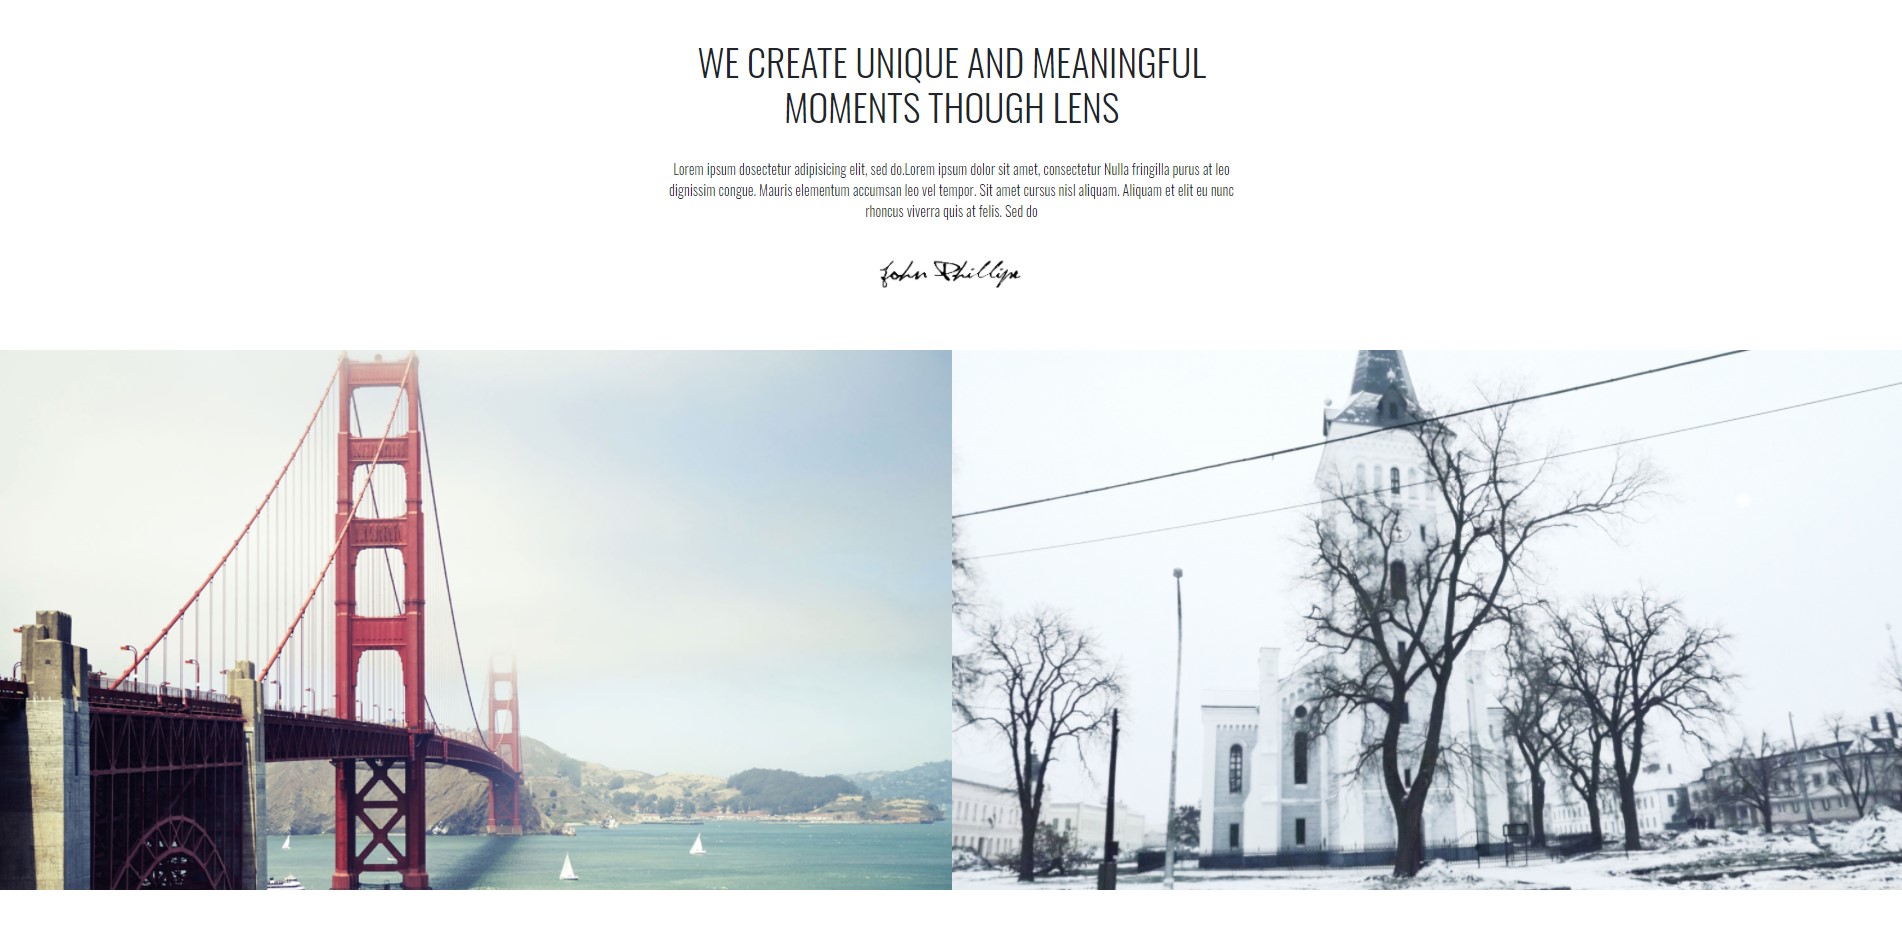 WE CREATE UNIQUE AND MEANINGFUL
MOMENTS THOUGH LENS
Lorem ipsum dosectetur adipisicing elit, sed do.Lorem ipsum dolor sit amet, consectetur Nulla fringilla purus at leo
dignissim congue. Mauris elementum accumsan leo vel tempor. Sit amet cursus nisl aliquam. Aliquam et elit eu nunc
rhoncus viverra quis at felis. Sed do
John Phillipe